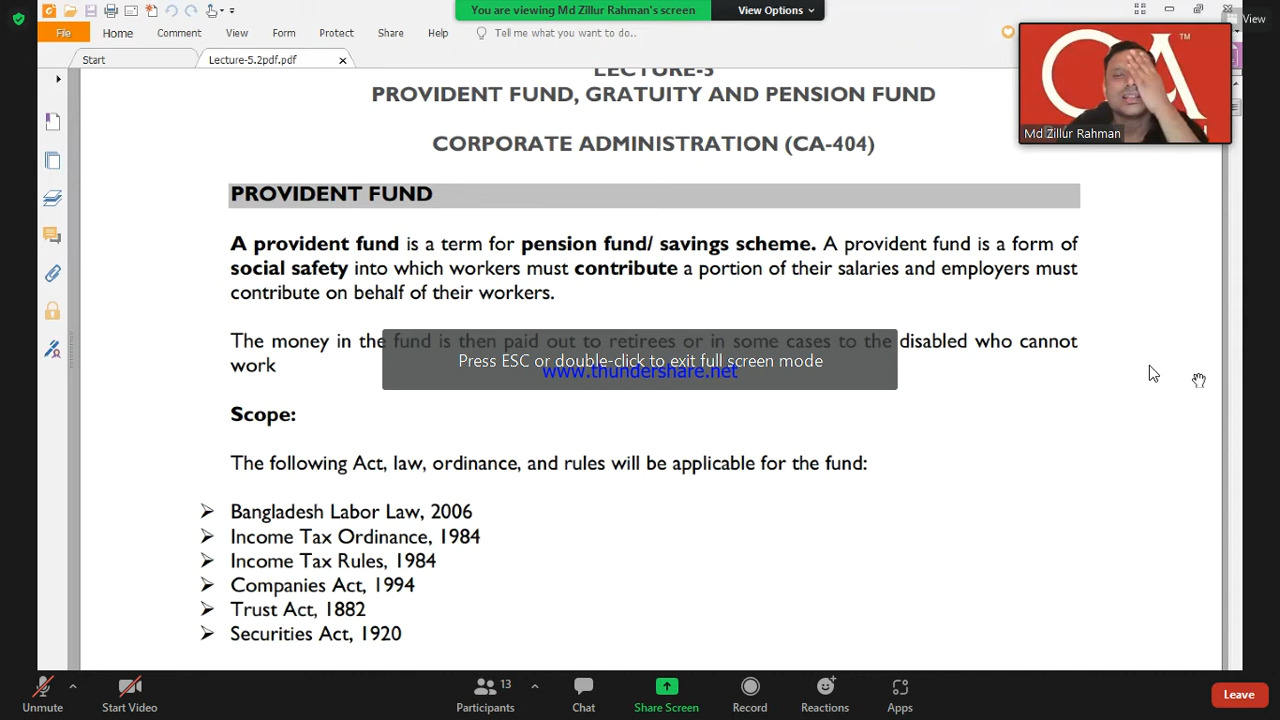 You are viewing Md Zillur Rahman's screen
View Options
View
File
Home
Comment
View
Form
Protect
Share
Help
Tell me what you want to do..
Start
Lecture-5.2pdf.pdf
CA
TM
Md Zillur Rahman
LECTURE-5
PROVIDENT FUND, GRATUITY AND PENSION FUND
CORPORATE ADMINISTRATION (CA-404)
PROVIDENT FUND
A provident fund is a term for pension fund/ savings scheme. A provident fund is a form of
social safety into which workers must contribute a portion of their salaries and employers must
contribute on behalf of their workers.
The money in the fund is then paid out to retirees or in some cases to the disabled who cannot
work
Press ESC or double-click to exit full screen mode
www.thundershare.net
Scope:
The following Act, law, ordinance, and rules will be applicable for the fund:
➢ Bangladesh Labor Law, 2006
➢ Income Tax Ordinance, 1984
➢ Income Tax Rules, 1984
➢ Companies Act, 1994
➢ Trust Act, 1882
➢ Securities Act, 1920
Unmute
Start Video
13
Participants
Chat
Share Screen
Record
Reactions
Apps
Leave